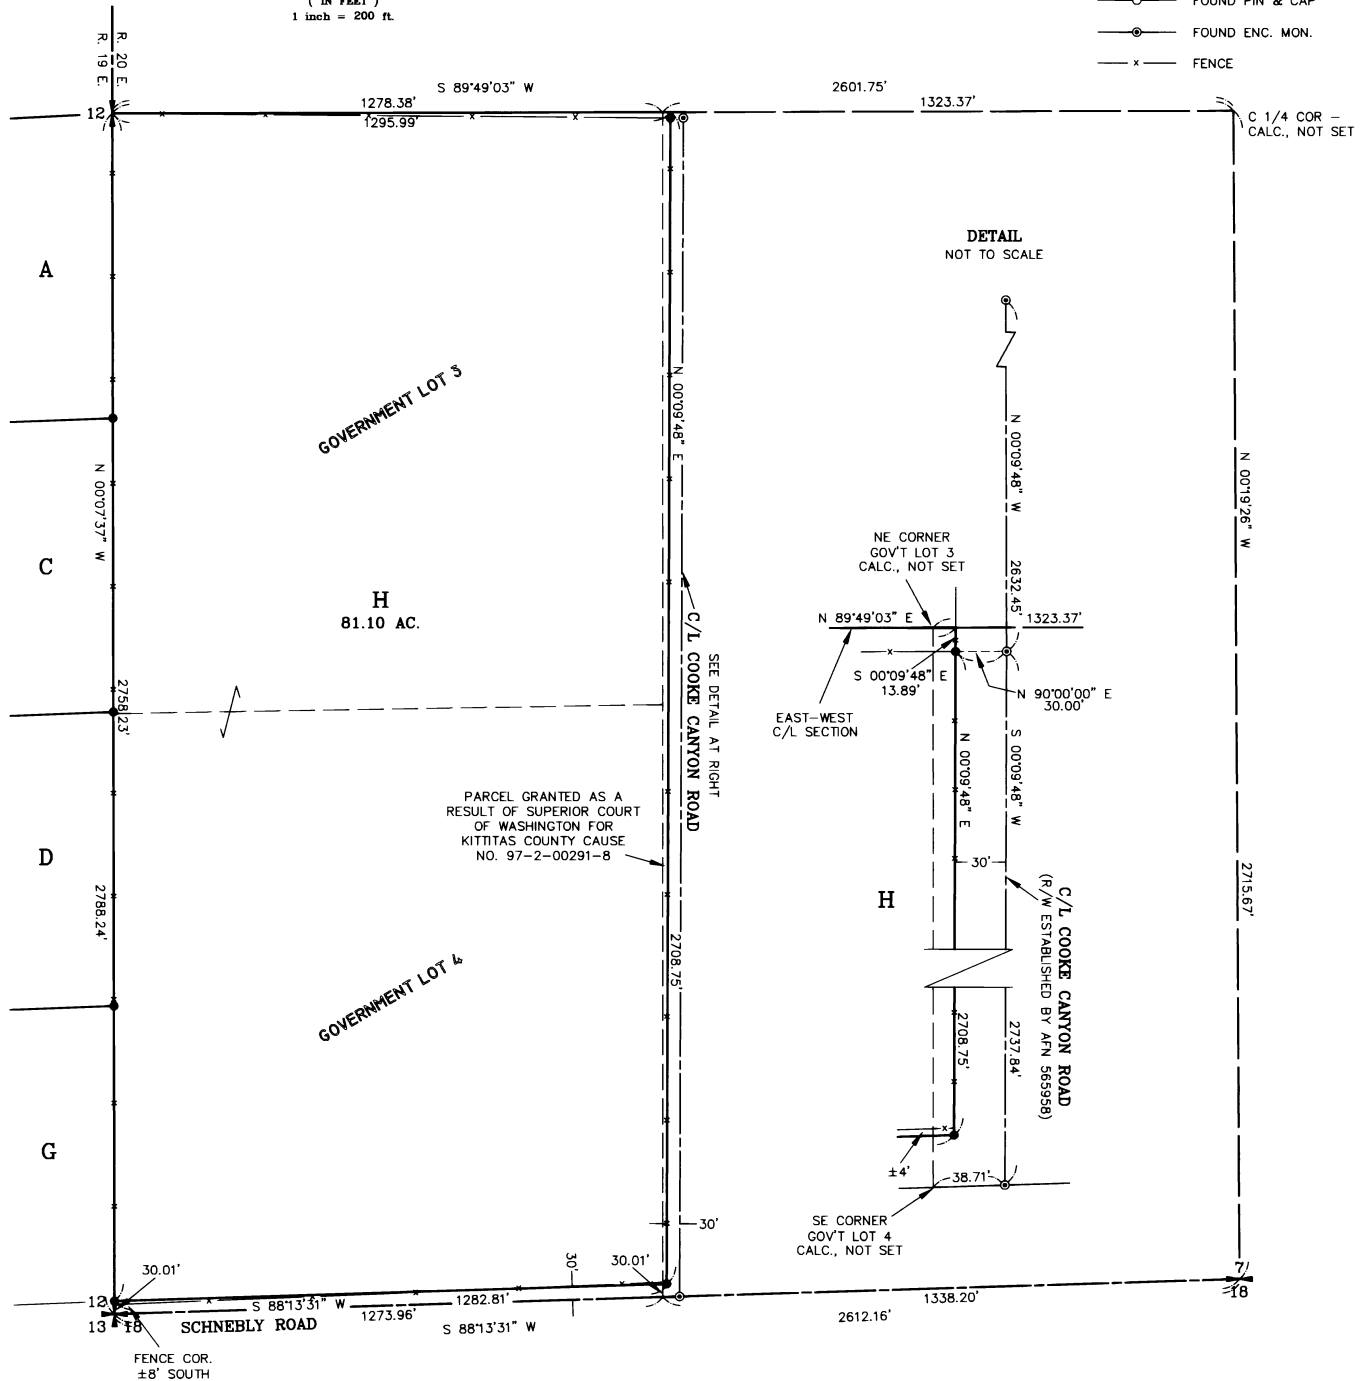 ( IN FEET )
1 inch = 200 ft.
FOUND PIN & CAP
FOUND ENC. MON.
FENCE
R. 20 E.
R. 19 E.
S 89°49'03" W
2601.75'
12
1278.38'
1295.99'
1323.37'
C 1/4 COR –
CALC., NOT SET
A
DETAIL
NOT TO SCALE
GOVERNMENT LOT 3
N 00°09'48" E
N 00°09'48" W
N 00°19'26" W
N 00°07'37" W
C
NE CORNER
GOV'T LOT 3
CALC., NOT SET
2632.45'
H
81.10 AC.
N 89°49'03" E
1323.37'
C/L COOKE CANYON ROAD
SEE DETAIL AT RIGHT
S 00°09'48" E
13.89'
N 90°00'00" E
30.00'
2758.23'
EAST–WEST
C/L SECTION
N 00°09'48" E
S 00°09'48" W
PARCEL GRANTED AS A
RESULT OF SUPERIOR COURT
OF WASHINGTON FOR
KITTITAS COUNTY CAUSE
NO. 97–2–00291–8
D
30'
2788.24'
H
C/L COOKE CANYON ROAD
(R/W ESTABLISHED BY AFN 565958)
2715.67'
2708.75'
GOVERNMENT LOT 4
2708.75'
2737.84'
G
±4'
38.71'
SE CORNER
GOV'T LOT 4
CALC., NOT SET
30'
30.01'
30'
30.01'
7
18
12
S 88°13'31" W
1282.81'
1338.20'
13 18
SCHNEBLY ROAD
1273.96'
S 88°13'31" W
2612.16'
FENCE COR.
±8' SOUTH